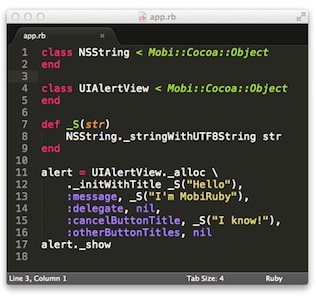 app.rb
app.rb ×
1 class NSString < Mobi::Cocoa::Object
2 end
3
4 class UIAlertView < Mobi::Cocoa::Object
5 end
6
7 def _S(str)
8     NSString._stringWithUTF8String str
9 end
10
11 alert = UIAlertView._alloc \
12     ._initWithTitle _S("Hello"),
13     :message, _S("I'm MobiRuby"),
14     :delegate, nil,
15     :cancelButtonTitle, _S("I know!"),
16     :otherButtonTitles, nil
17 alert._show
18
Line 3, Column 1 Tab Size: 4 Ruby